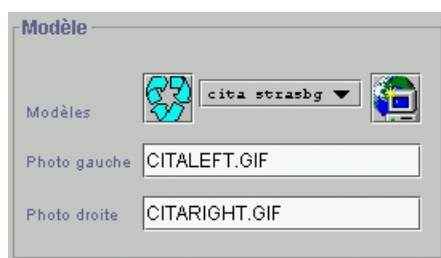 Modèle
Modèles cita strasbg
Photo gauche CITALEFT.GIF
Photo droite CITARIGHT.GIF